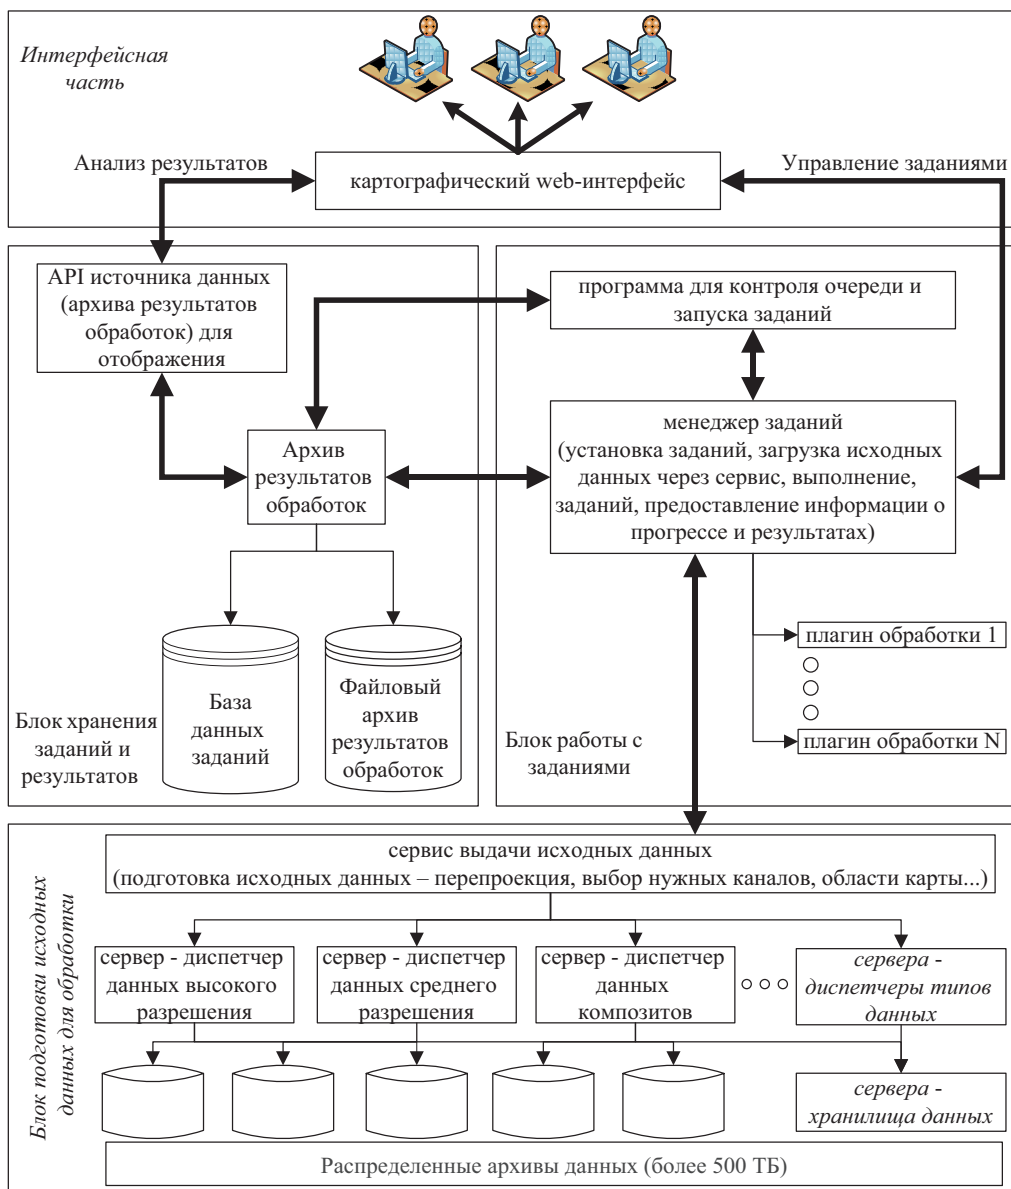 Интерфейсная
часть
Анализ результатов
Управление заданиями
картографический web-интерфейс
API источника данных
(архива результатов
обработок) для
отображения
программа для контроля очереди и
запуска заданий
менеджер заданий
(установка заданий, загрузка исходных
данных через сервис, выполнение,
заданий, предоставление информации о
прогрессе и результатах)
Архив
результатов
обработок
База
данных
заданий
Файловый
архив
результатов
обработок
Блок хранения
заданий и
результатов
плагин обработки 1
плагин обработки N
Блок работы с
заданиями
Блок подготовки исходных
данных для обработки
сервис выдачи исходных данных
(подготовка исходных данных – перепроекция, выбор нужных каналов, области карты...)
сервер - диспетчер
данных высокого
разрешения
сервер - диспетчер
данных среднего
разрешения
сервер - диспетчер
данных
композитов
сервера -
диспетчеры типов
данных
сервера -
хранилища данных
Распределенные архивы данных (более 500 ТБ)